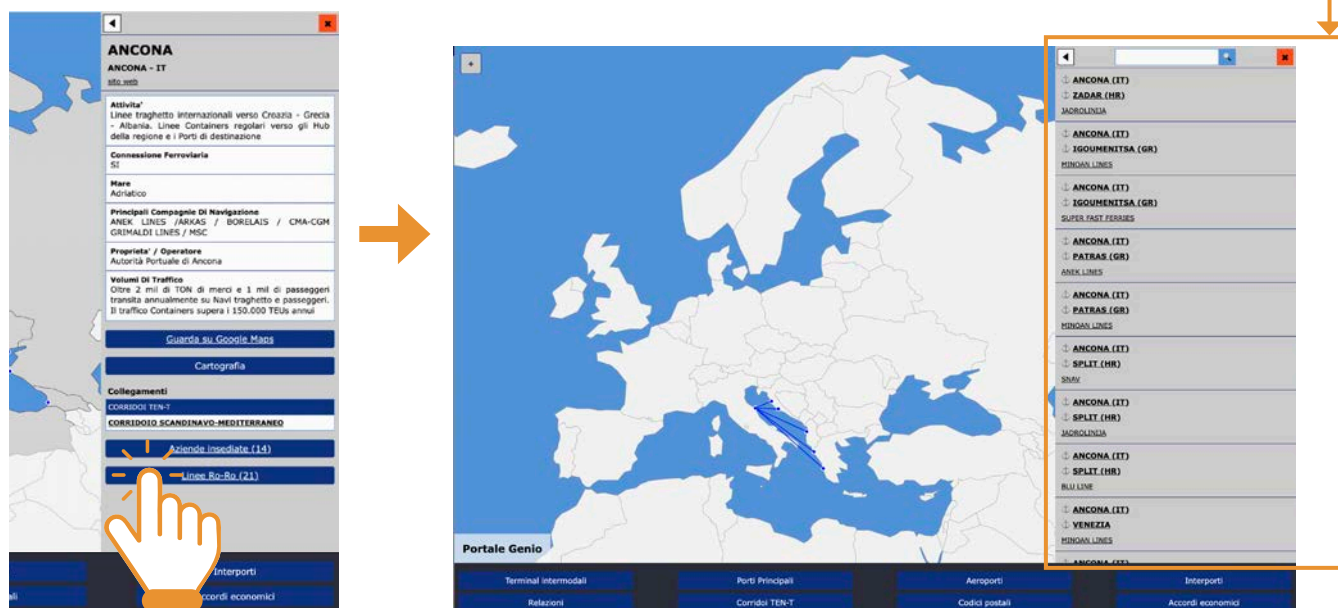 ANCONA
ANCONA - IT
sito web
Attivita'
Linee traghetto internazionali verso Croazia - Grecia
- Albania. Linee Containers regolari verso gli Hub
della regione e i Porti di destinazione
Connessione Ferroviaria
SI
Mare
Adriatico
Principali Compagnie Di Navigazione
ANEK LINES /ARKAS / BORELAIS / CMA-CGM
GRIMALDI LINES / MSC
Proprieta' / Operatore
Autorità Portuale di Ancona
Volumi Di Traffico
Oltre 2 mil di TON di merci e 1 mil di passeggeri
transita annualmente su Navi traghetto e passeggeri.
Il traffico Containers supera i 150.000 TEUs annui
Guarda su Google Maps
Cartografia
Collegamenti
CORRIDOI TEN-T
CORRIDOIO SCANDINAVO-MEDITERRANEO
Aziende insediate (14)
Linee Ro-Ro (21)
Interporti
ali
ccordi economici
+
ANCONA (IT)
ZADAR (HR)
JADROLINIJA
ANCONA (IT)
IGOUMENITSA (GR)
MINOAN LINES
ANCONA (IT)
IGOUMENITSA (GR)
SUPER FAST FERRIES
ANCONA (IT)
PATRAS (GR)
ANEK LINES
ANCONA (IT)
PATRAS (GR)
MINOAN LINES
ANCONA (IT)
SPLIT (HR)
SNAV
ANCONA (IT)
SPLIT (HR)
JADROLINIJA
ANCONA (IT)
SPLIT (HR)
BLU LINE
ANCONA (IT)
VENEZIA
MINOAN LINES
ANCONA (IT)
Portale Genio
Terminal intermodali
Porti Principali
Aeroporti
Interporti
Relazioni
Corridoi TEN-T
Codici postali
Accordi economici